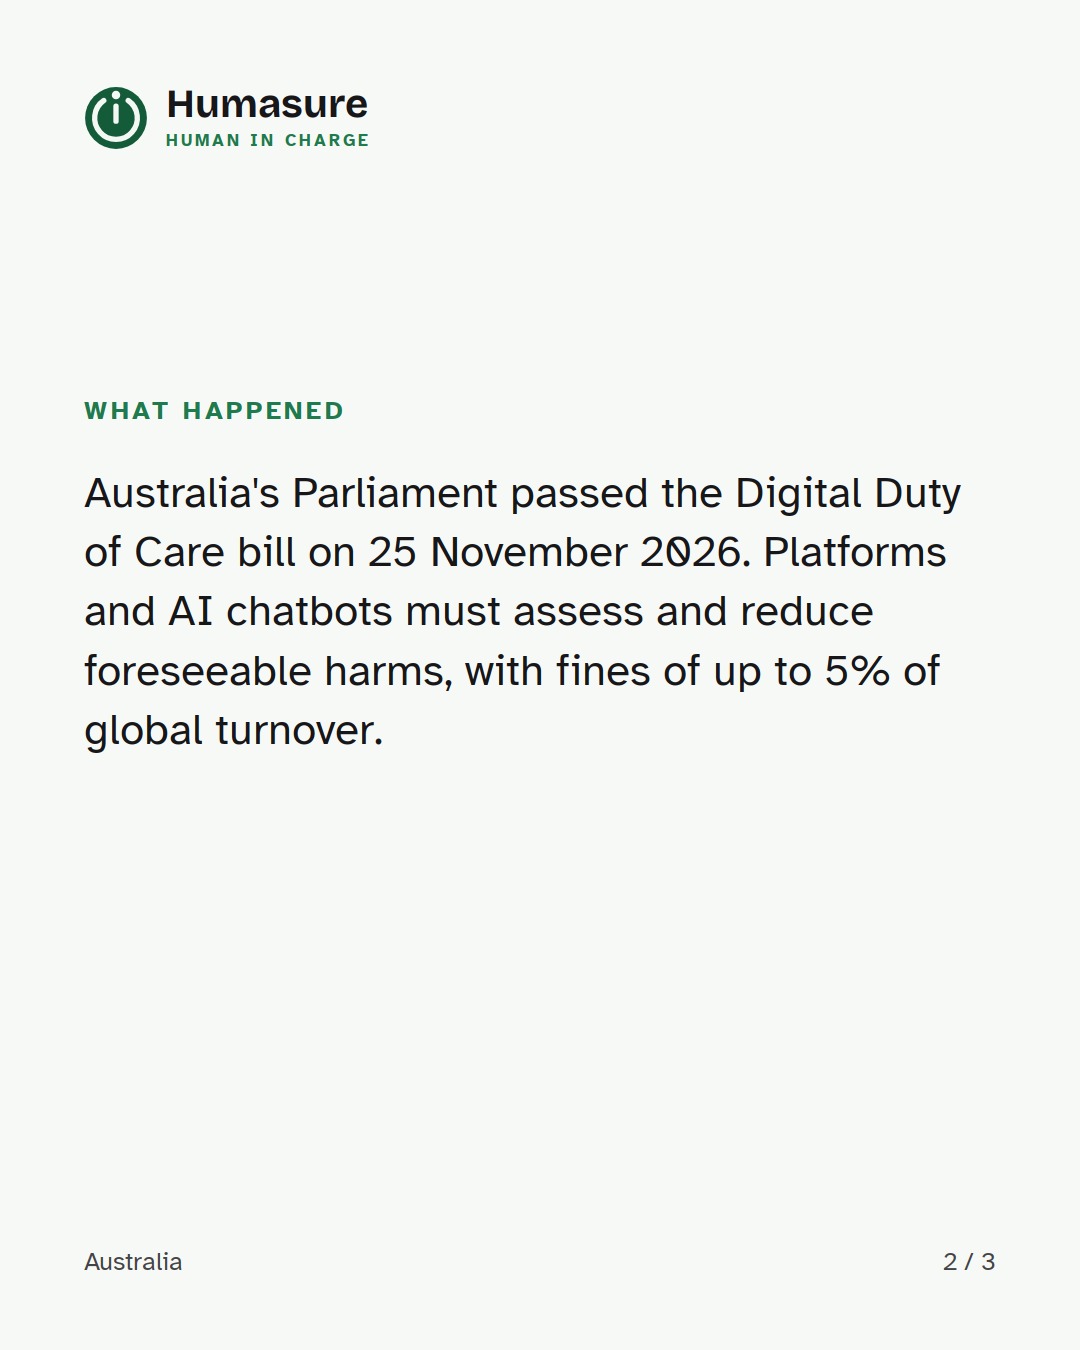 Humasure
HUMAN IN CHARGE
WHAT HAPPENED
Australia's Parliament passed the Digital Duty
of Care bill on 25 November 2026. Platforms
and AI chatbots must assess and reduce
foreseeable harms, with fines of up to 5% of
global turnover.
Australia
2 / 3